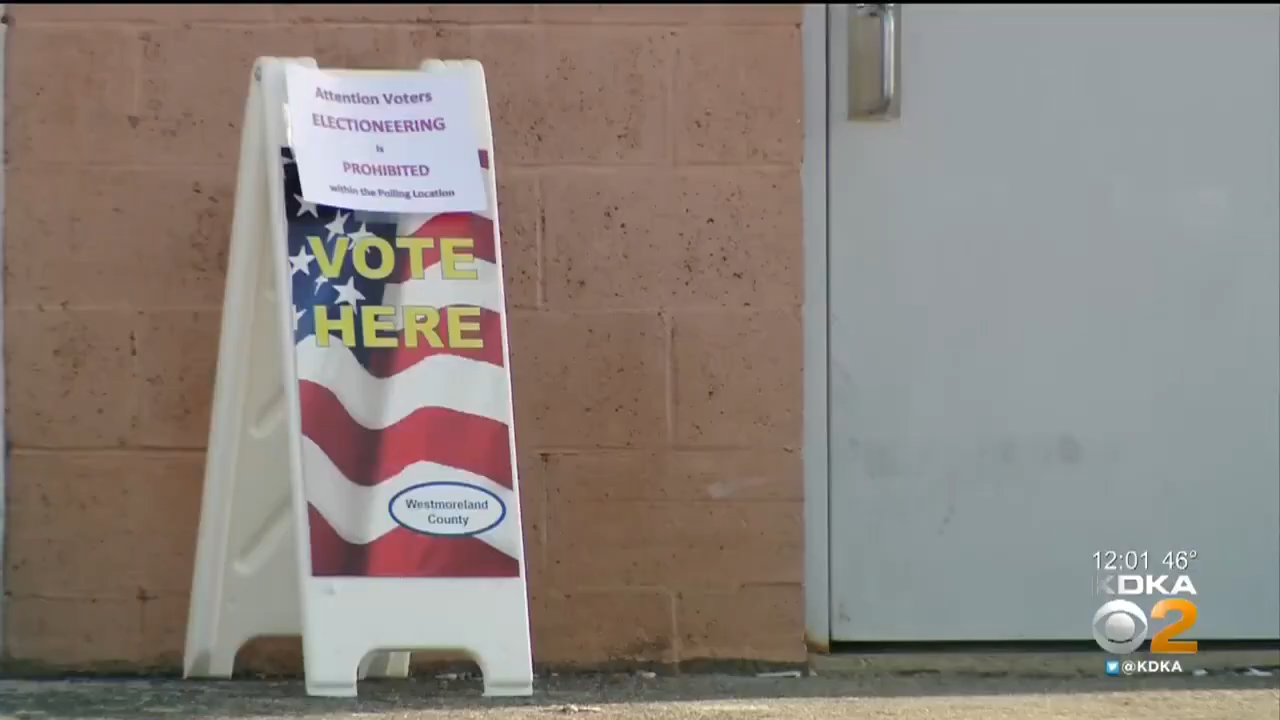 Attention Voters
ELECTIONEERING
is
PROHIBITED
within the Polling Location
VOTE
HERE
Westmoreland
County
12:01 46°
KDKA
2
@KDKA